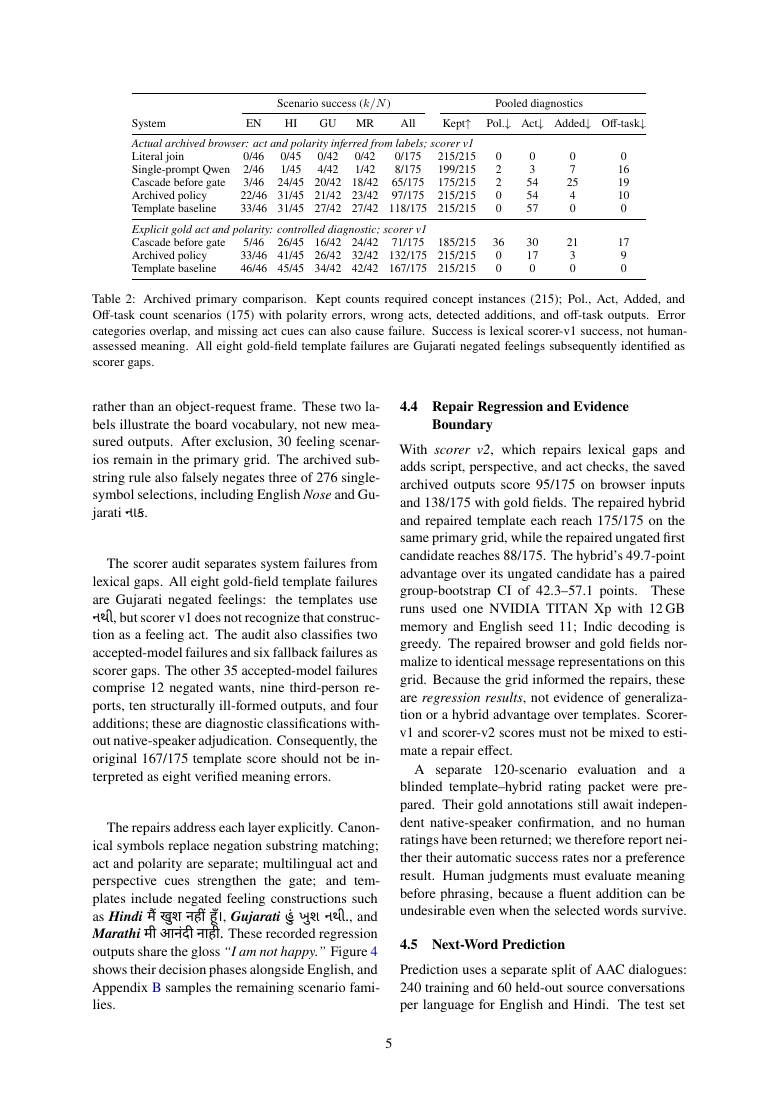 Scenario success (k/N) Pooled diagnostics
System EN HI GU MR All Kept↑ Pol.↓ Act↓ Added↓ Off-task↓
Actual archived browser: act and polarity inferred from labels; scorer v1
Literal join 0/46 0/45 0/42 0/42 0/175 215/215 0 0 0 0
Single-prompt Qwen 2/46 1/45 4/42 1/42 8/175 199/215 2 3 7 16
Cascade before gate 3/46 24/45 20/42 18/42 65/175 175/215 2 54 25 19
Archived policy 22/46 31/45 21/42 23/42 97/175 215/215 0 54 4 10
Template baseline 33/46 31/45 27/42 27/42 118/175 215/215 0 57 0 0
Explicit gold act and polarity: controlled diagnostic; scorer v1
Cascade before gate 5/46 26/45 16/42 24/42 71/175 185/215 36 30 21 17
Archived policy 33/46 41/45 26/42 32/42 132/175 215/215 0 17 3 9
Template baseline 46/46 45/45 34/42 42/42 167/175 215/215 0 0 0 0
Table 2: Archived primary comparison. Kept counts required concept instances (215); Pol., Act, Added, and
Off-task count scenarios (175) with polarity errors, wrong acts, detected additions, and off-task outputs. Error
categories overlap, and missing act cues can also cause failure. Success is lexical scorer-v1 success, not human-
assessed meaning. All eight gold-field template failures are Gujarati negated feelings subsequently identified as
scorer gaps.
rather than an object-request frame. These two la-
bels illustrate the board vocabulary, not new mea-
sured outputs. After exclusion, 30 feeling scenar-
ios remain in the primary grid. The archived sub-
string rule also falsely negates three of 276 single-
symbol selections, including English Nose and Gu-
jarati નાક.
The scorer audit separates system failures from
lexical gaps. All eight gold-field template failures
are Gujarati negated feelings: the templates use
નથી, but scorer v1 does not recognize that construc-
tion as a feeling act. The audit also classifies two
accepted-model failures and six fallback failures as
scorer gaps. The other 35 accepted-model failures
comprise 12 negated wants, nine third-person re-
ports, ten structurally ill-formed outputs, and four
additions; these are diagnostic classifications with-
out native-speaker adjudication. Consequently, the
original 167/175 template score should not be in-
terpreted as eight verified meaning errors.
The repairs address each layer explicitly. Canon-
ical symbols replace negation substring matching;
act and polarity are separate; multilingual act and
perspective cues strengthen the gate; and tem-
plates include negated feeling constructions such
as Hindi मैं खुश नहीं हूँ।, Gujarati હું ખુશ નથી., and
Marathi मी आनंदी नाही. These recorded regression
outputs share the gloss “I am not happy.” Figure 4
shows their decision phases alongside English, and
Appendix B samples the remaining scenario fami-
lies.
4.4 Repair Regression and Evidence
Boundary
With scorer v2, which repairs lexical gaps and
adds script, perspective, and act checks, the saved
archived outputs score 95/175 on browser inputs
and 138/175 with gold fields. The repaired hybrid
and repaired template each reach 175/175 on the
same primary grid, while the repaired ungated first
candidate reaches 88/175. The hybrid’s 49.7-point
advantage over its ungated candidate has a paired
group-bootstrap CI of 42.3–57.1 points. These
runs used one NVIDIA TITAN Xp with 12 GB
memory and English seed 11; Indic decoding is
greedy. The repaired browser and gold fields nor-
malize to identical message representations on this
grid. Because the grid informed the repairs, these
are regression results, not evidence of generaliza-
tion or a hybrid advantage over templates. Scorer-
v1 and scorer-v2 scores must not be mixed to esti-
mate a repair effect.
A separate 120-scenario evaluation and a
blinded template–hybrid rating packet were pre-
pared. Their gold annotations still await indepen-
dent native-speaker confirmation, and no human
ratings have been returned; we therefore report nei-
ther their automatic success rates nor a preference
result. Human judgments must evaluate meaning
before phrasing, because a fluent addition can be
undesirable even when the selected words survive.
4.5 Next-Word Prediction
Prediction uses a separate split of AAC dialogues:
240 training and 60 held-out source conversations
per language for English and Hindi. The test set
5